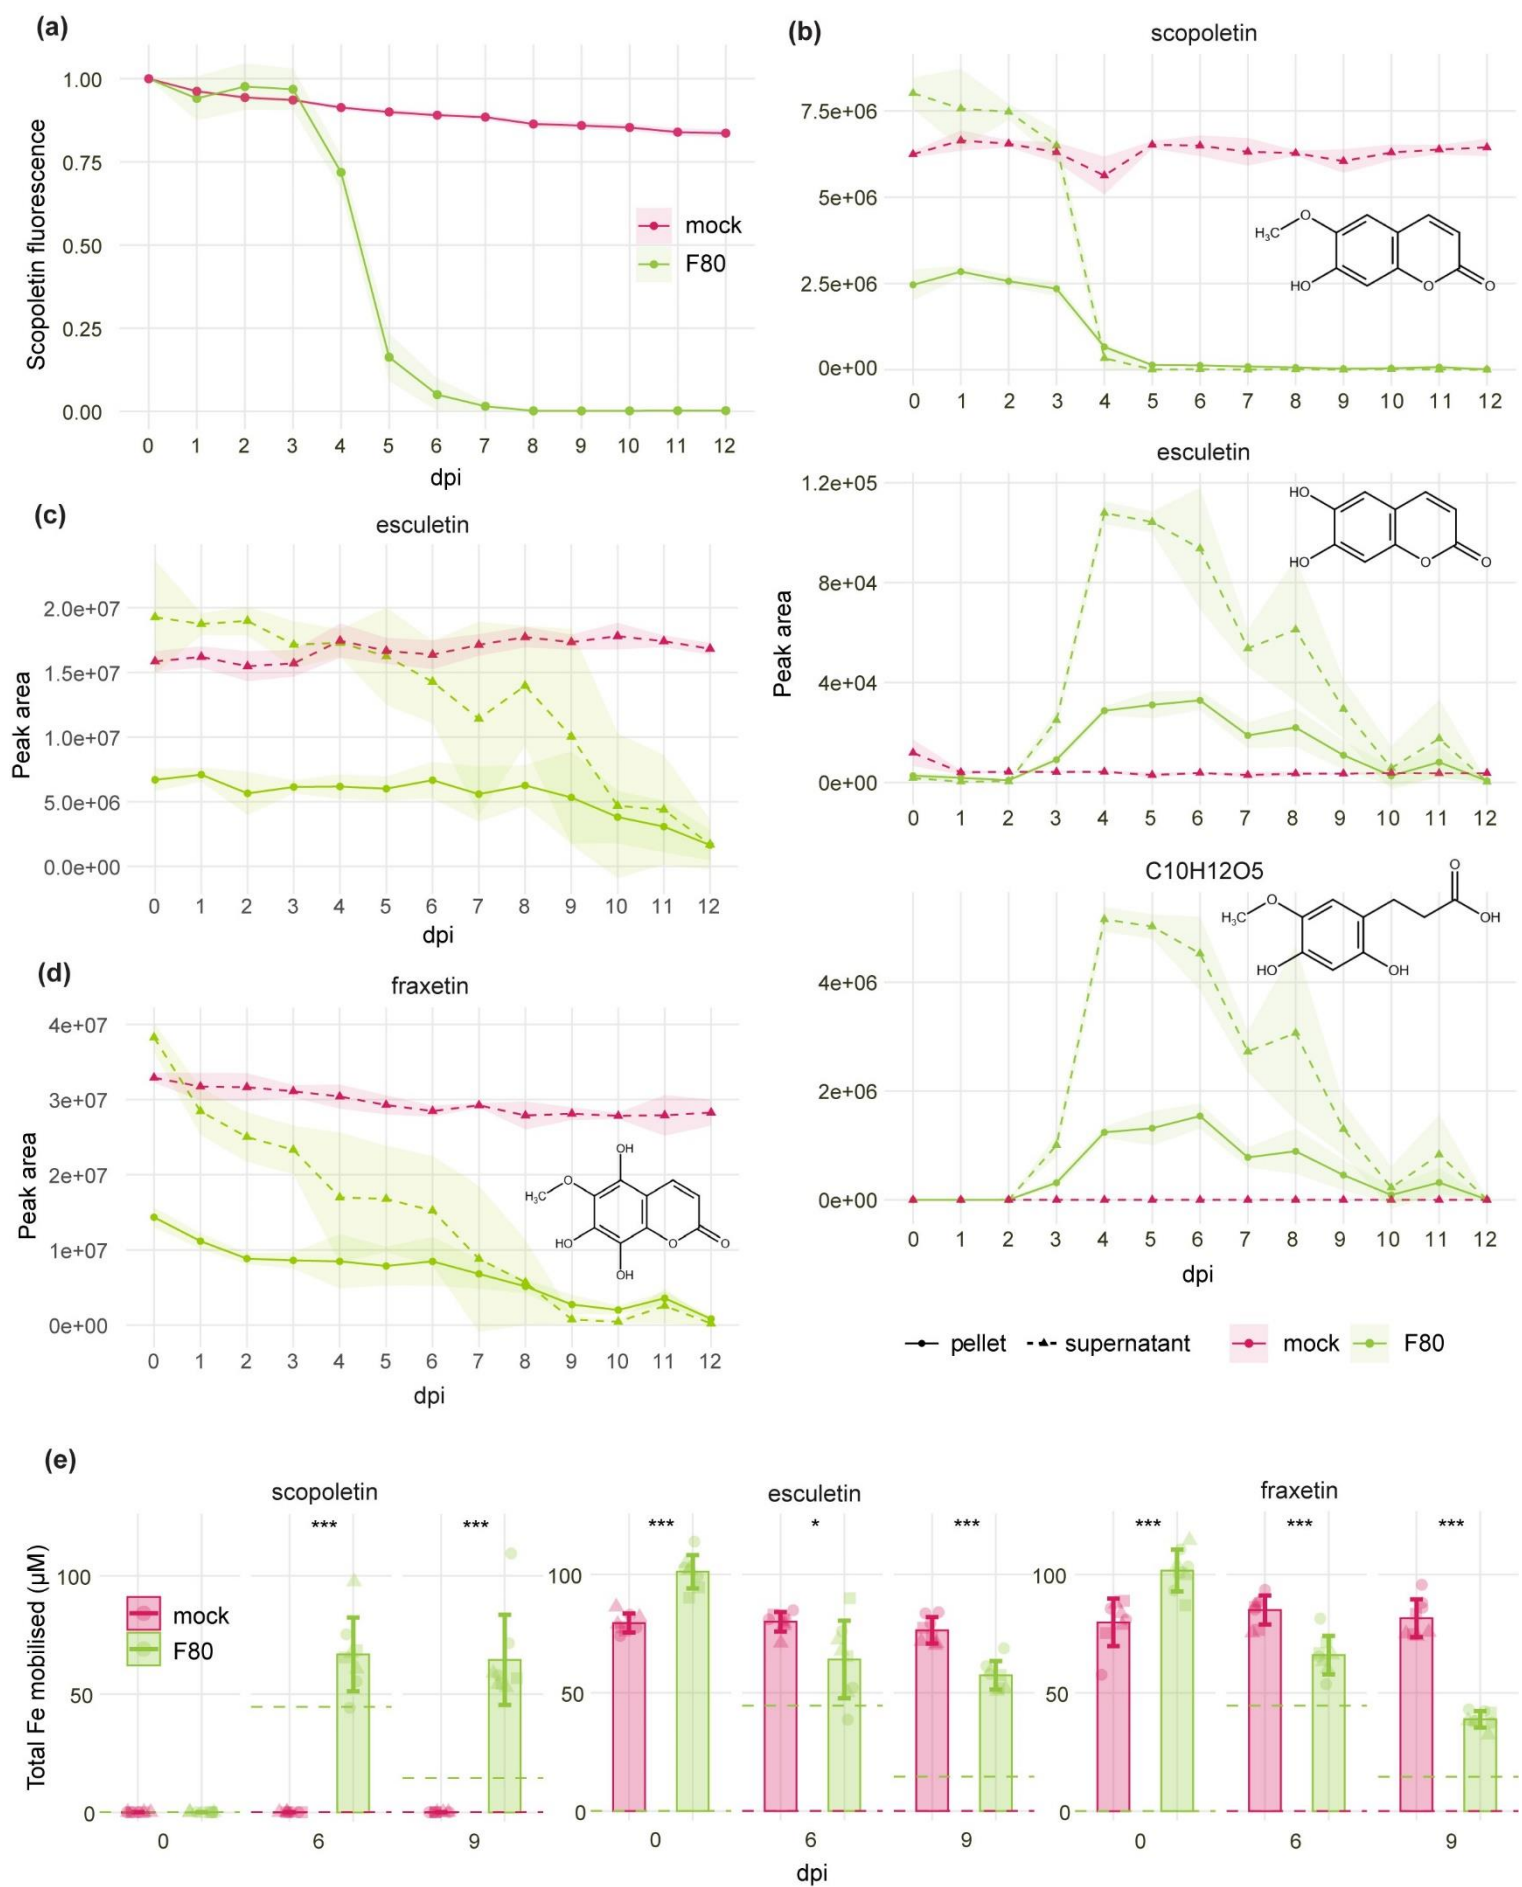 (a)
Scopoletin fluorescence
1.00
0.75
0.50
0.25
0.00
mock
F80
0 1 2 3 4 5 6 7 8 9 10 11 12
dpi
(b)
scopoletin
7.5e+06
5e+06
2.5e+06
0e+00
O
H₃C
HO
O
O
0 1 2 3 4 5 6 7 8 9 10 11 12
esculetin
Peak area
1.2e+05
8e+04
4e+04
0e+00
HO
HO
O
O
0 1 2 3 4 5 6 7 8 9 10 11 12
C10H12O5
4e+06
2e+06
0e+00
O
O
H₃C
OH
HO
OH
0 1 2 3 4 5 6 7 8 9 10 11 12
dpi
pellet supernatant mock F80
(c)
esculetin
Peak area
2.0e+07
1.5e+07
1.0e+07
5.0e+06
0.0e+00
0 1 2 3 4 5 6 7 8 9 10 11 12
dpi
(d)
fraxetin
Peak area
4e+07
3e+07
2e+07
1e+07
0e+00
OH
O
H₃C
HO
O
O
OH
0 1 2 3 4 5 6 7 8 9 10 11 12
dpi
(e)
scopoletin esculetin fraxetin
*** *** *** * *** *** *** ***
Total Fe mobilised (µM)
100 100 100
mock
F80
50 50 50
0 0 0
0 6 9 0 6 9 0 6 9
dpi